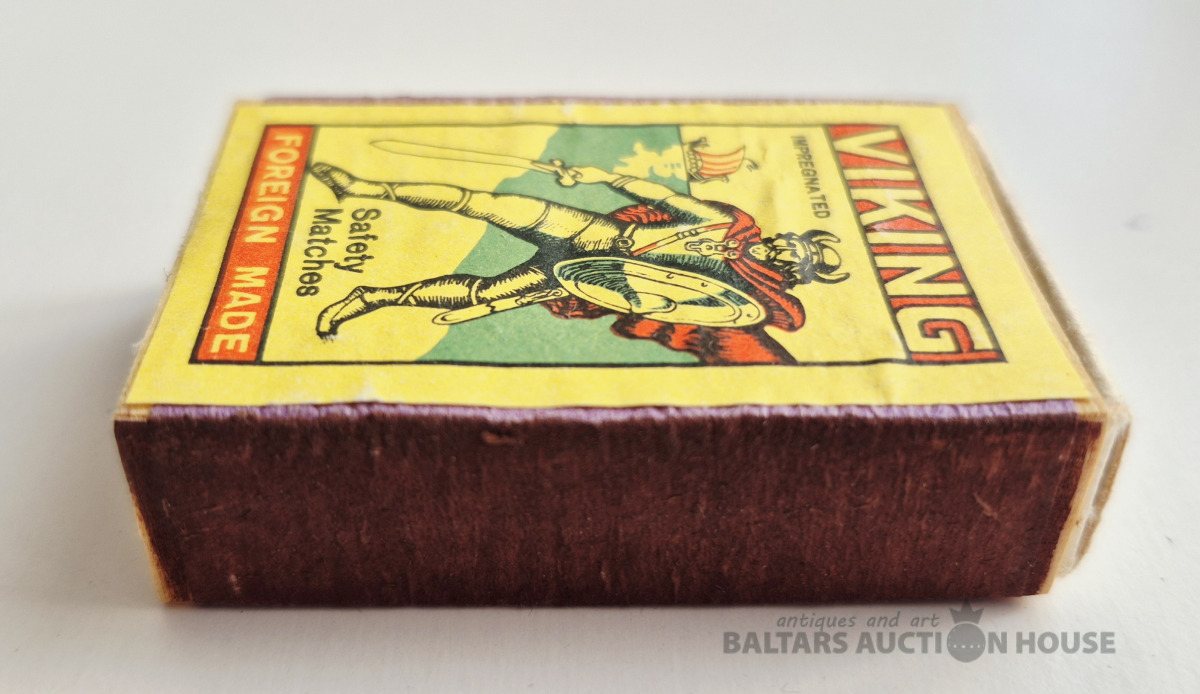 VIKING
IMPREGNATED
Safety
Matches
FOREIGN MADE
antiques and art
BALTARS AUCTION HOUSE